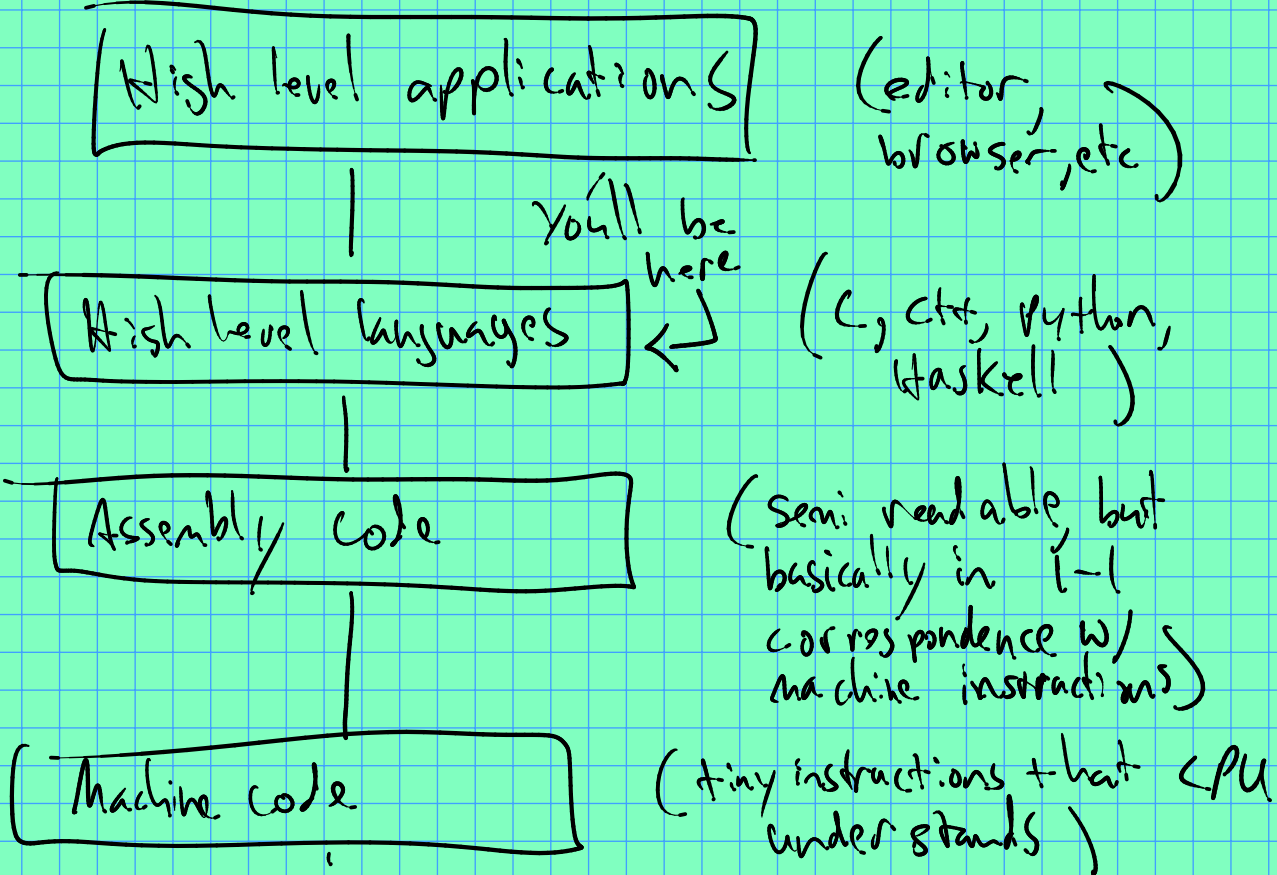 High level applications
(editor,
browser, etc)
you'll be
here
High level languages
(C, C++, Python,
Haskell)
Assembly code
(semi readable, but
basically in 1-1
correspondence w/
machine instructions)
Machine code
(tiny instructions that CPU
understands)